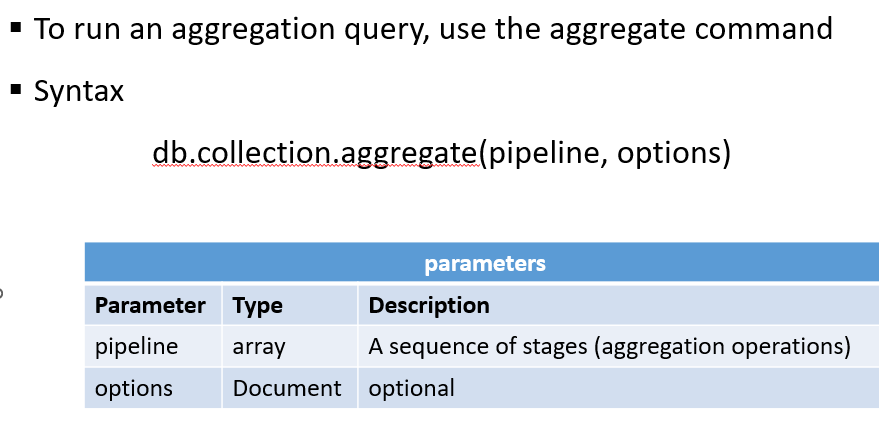 ▪ To run an aggregation query, use the aggregate command
▪ Syntax
db.collection.aggregate(pipeline, options)
parameters
Parameter Type Description
pipeline array A sequence of stages (aggregation operations)
options Document optional